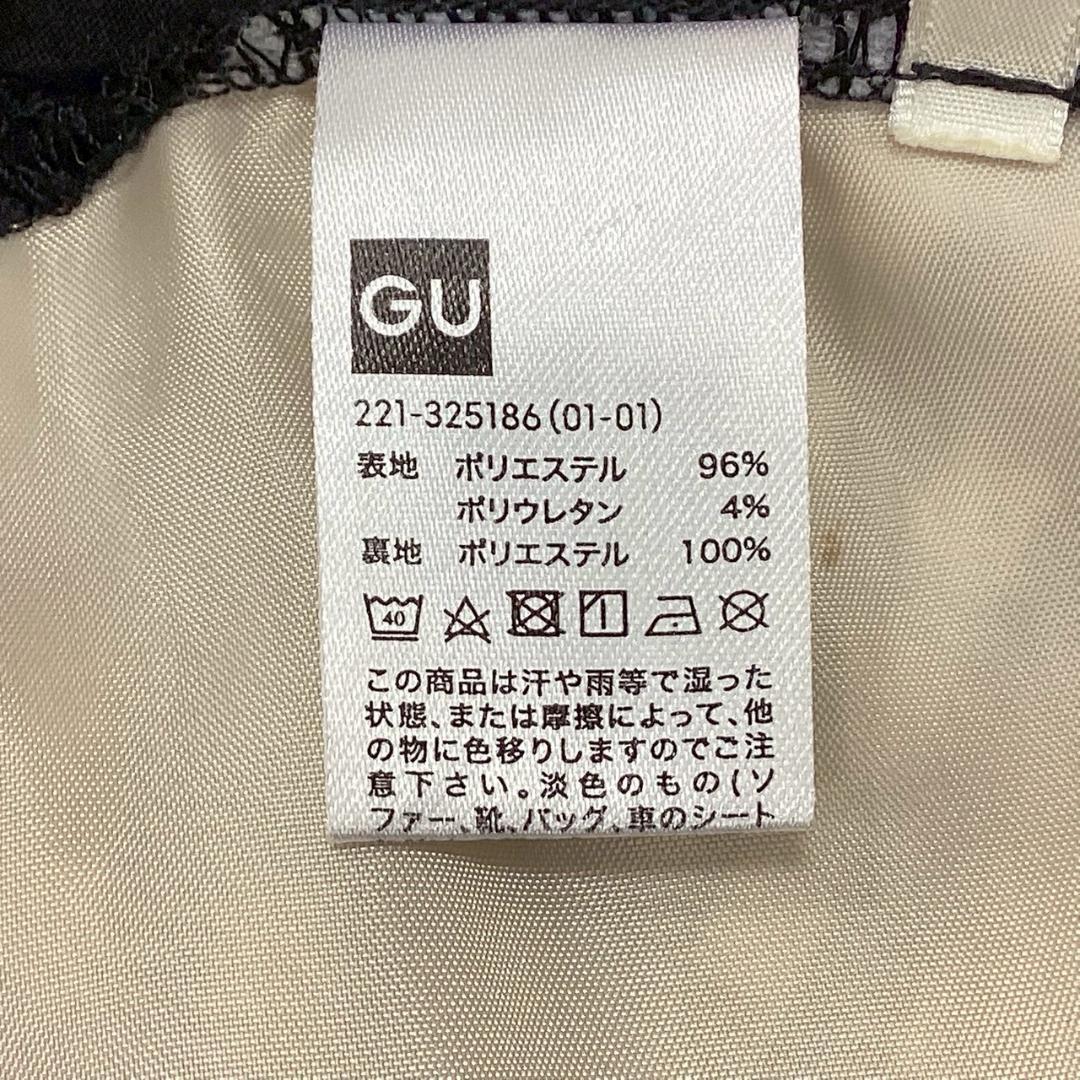 GU
221-325186(01-01)
表地 ポリエステル 96%
ポリウレタン 4%
裏地 ポリエステル 100%
40
この商品は汗や雨等で湿った
状態、または摩擦によって、他
の物に色移りしますのでご注
意下さい。淡色のもの(ソ
ファー、靴、バッグ、車のシート